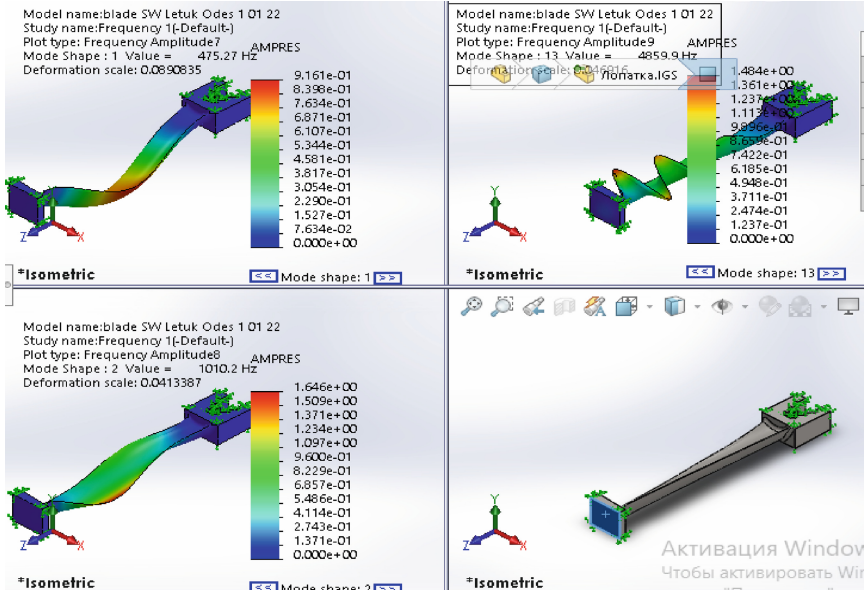 Model name:blade SW Letuk Odes 1 01 22
Study name:Frequency 1(-Default-)
Plot type: Frequency Amplitude7
Mode Shape : 1 Value = 475.27 Hz
Deformation scale: 0.0890835
AMPRES
9.161e-01
8.398e-01
7.634e-01
6.871e-01
6.107e-01
5.344e-01
4.581e-01
3.817e-01
3.054e-01
2.290e-01
1.527e-01
7.634e-02
0.000e+00
Y
Z
X
*Isometric
<< Mode shape: 1 >>
Model name:blade SW Letuk Odes 1 01 22
Study name:Frequency 1(-Default-)
Plot type: Frequency Amplitude9
Mode Shape : 13 Value = 4859.9 Hz
Deformation scale: 0.046916
AMPRES
Лопатка.IGS
1.484e+00
1.361e+00
1.237e+00
1.113e+00
9.896e-01
8.659e-01
7.422e-01
6.185e-01
4.948e-01
3.711e-01
2.474e-01
1.237e-01
0.000e+00
Y
Z
X
*Isometric
<< Mode shape: 13 >>
Model name:blade SW Letuk Odes 1 01 22
Study name:Frequency 1(-Default-)
Plot type: Frequency Amplitude8
Mode Shape : 2 Value = 1010.2 Hz
Deformation scale: 0.0413387
AMPRES
1.646e+00
1.509e+00
1.371e+00
1.234e+00
1.097e+00
9.600e-01
8.229e-01
6.857e-01
5.486e-01
4.114e-01
2.743e-01
1.371e-01
0.000e+00
Y
Z
X
*Isometric
<< Mode shape: 2 >>
Y
Z
X
*Isometric
Активация Window
Чтобы активировать Wir